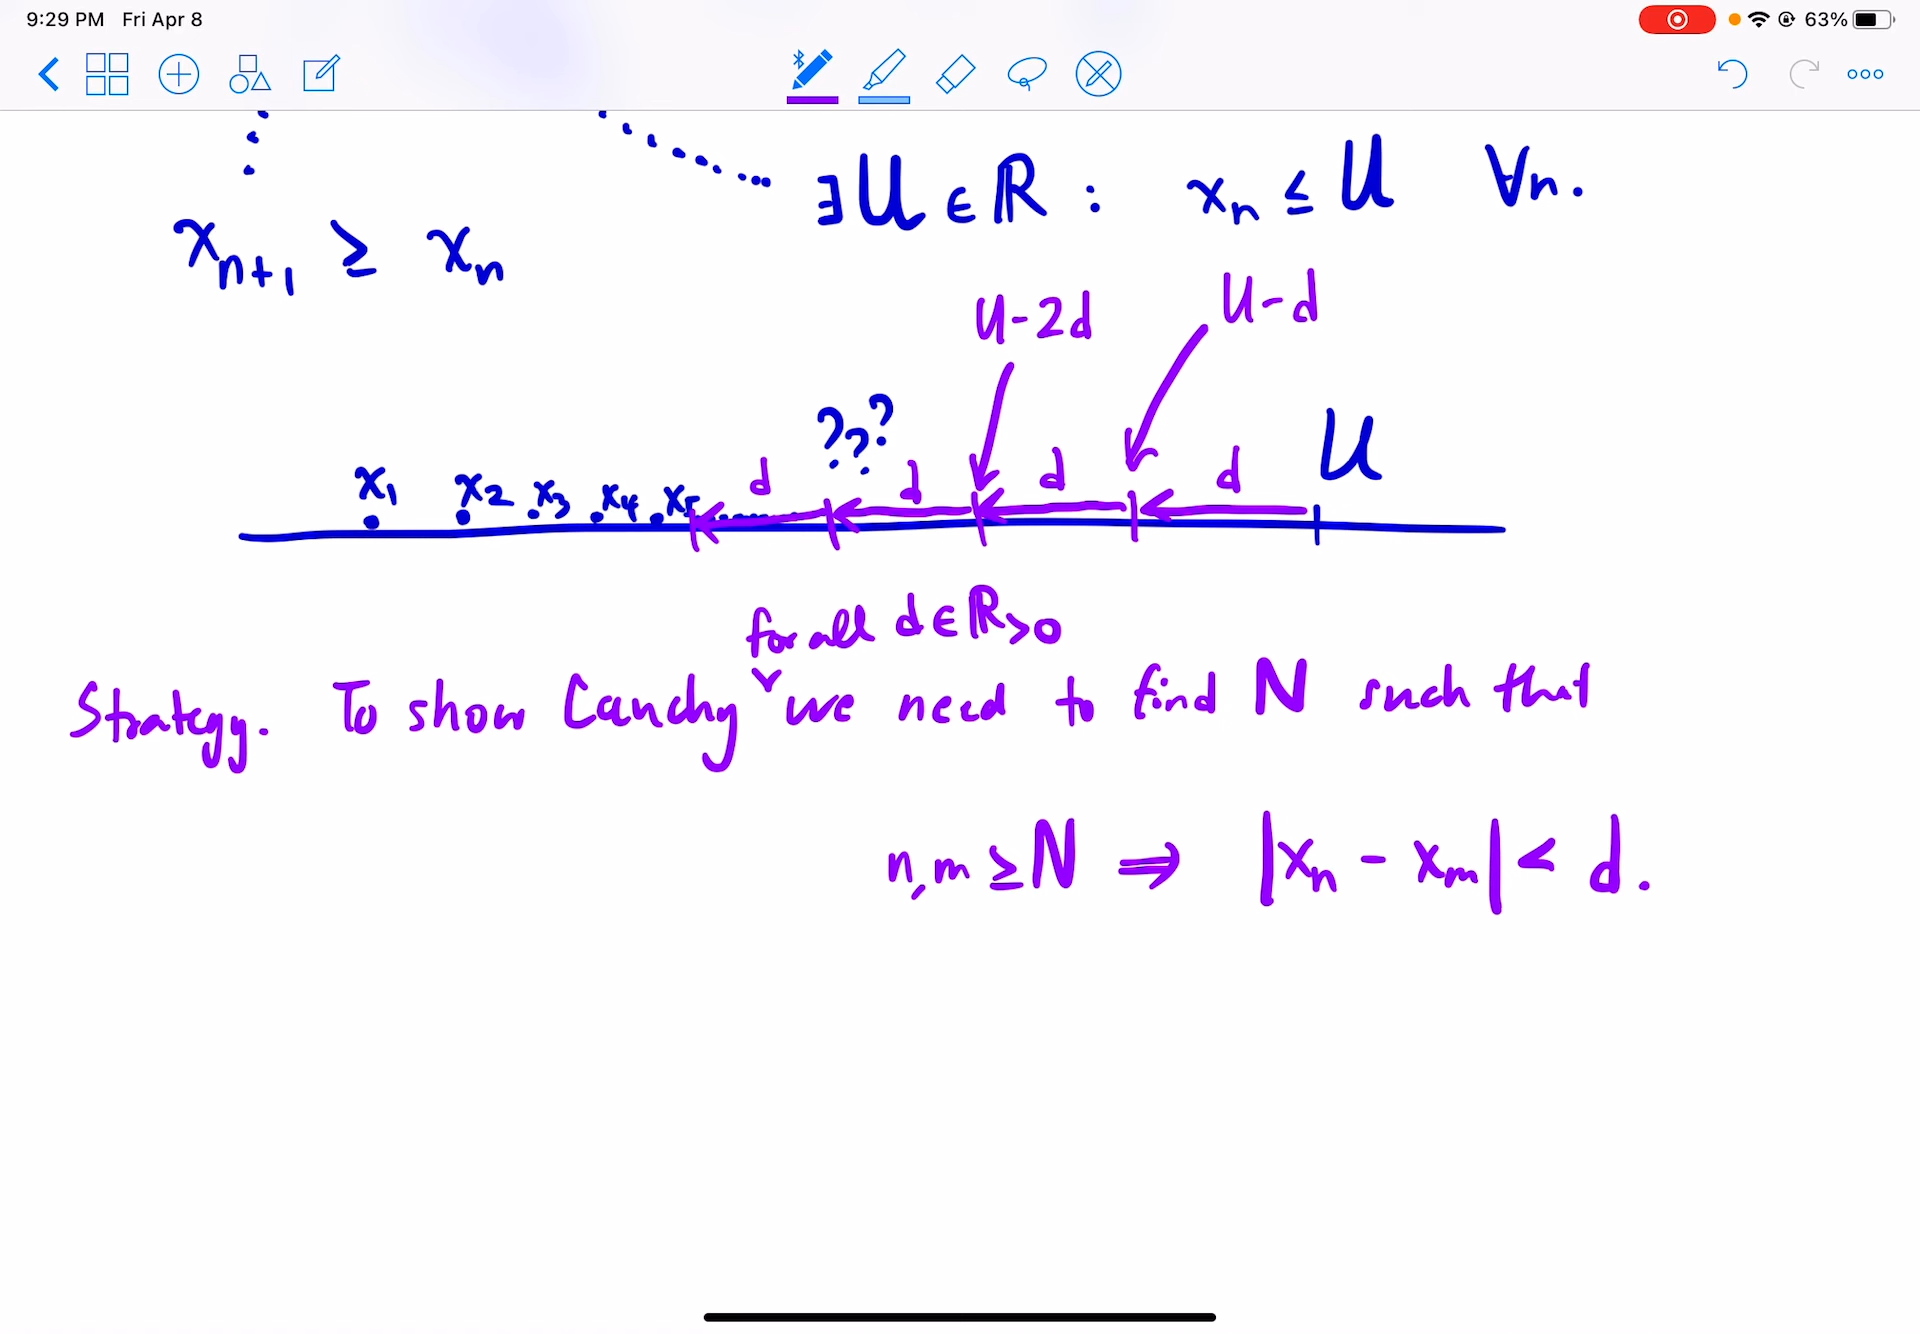 9:29 PM Fri Apr 8 63%
∃U∈ℝ : xₙ ≤ U ∀n.
xₙ₊₁ ≥ xₙ
U-2d U-d
??? U
x₁ x₂ x₃ x₄ x₅ d d d d
for all d∈ℝ>0
Strategy. To show Cauchy we need to find N such that
n,m ≥ N ⇒ |xₙ - xₘ| < d.